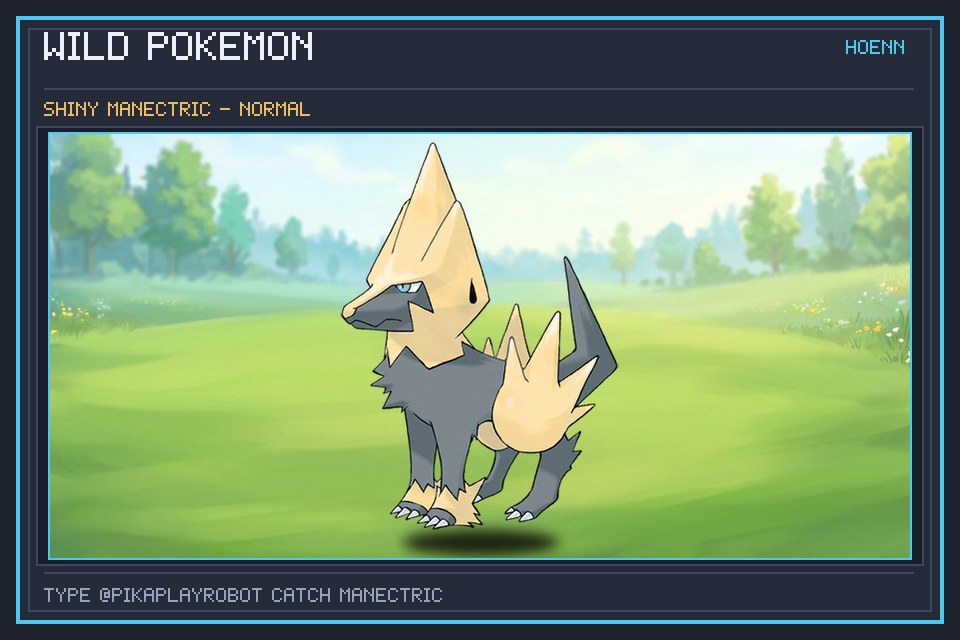 WILD POKEMON
HOENN
SHINY MANECTRIC - NORMAL
TYPE @PIKAPLAYROBOT CATCH MANECTRIC